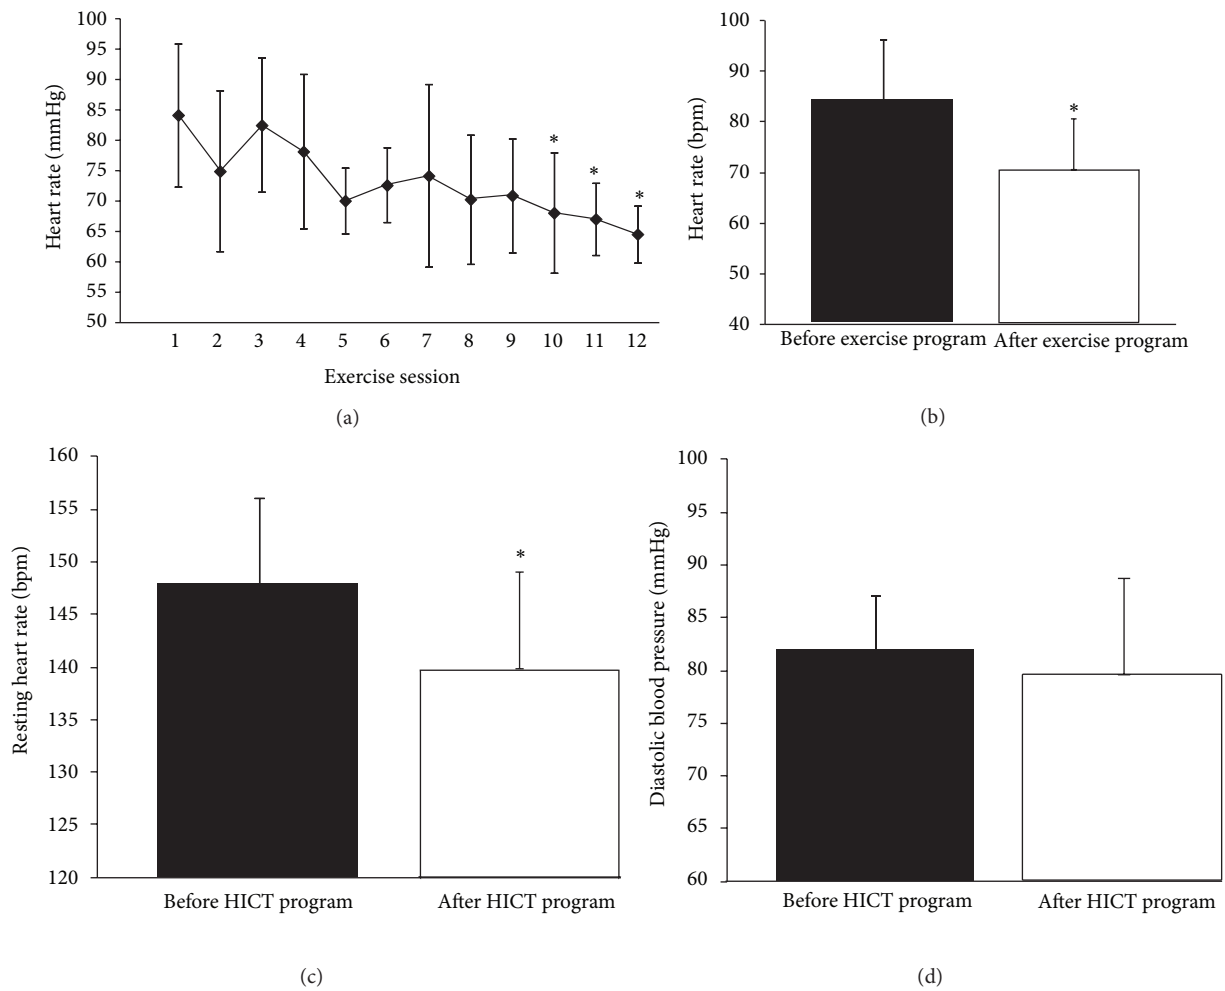 Heart rate (mmHg)
100
95
90
85
80
75
70
65
60
55
50
* * *
1 2 3 4 5 6 7 8 9 10 11 12
Exercise session
(a)
Heart rate (bpm)
100
90
80
70
60
50
40
*
Before exercise program After exercise program
(b)
Resting heart rate (bpm)
160
155
150
145
140
135
130
125
120
*
Before HICT program After HICT program
(c)
Diastolic blood pressure (mmHg)
100
95
90
85
80
75
70
65
60
Before HICT program After HICT program
(d)